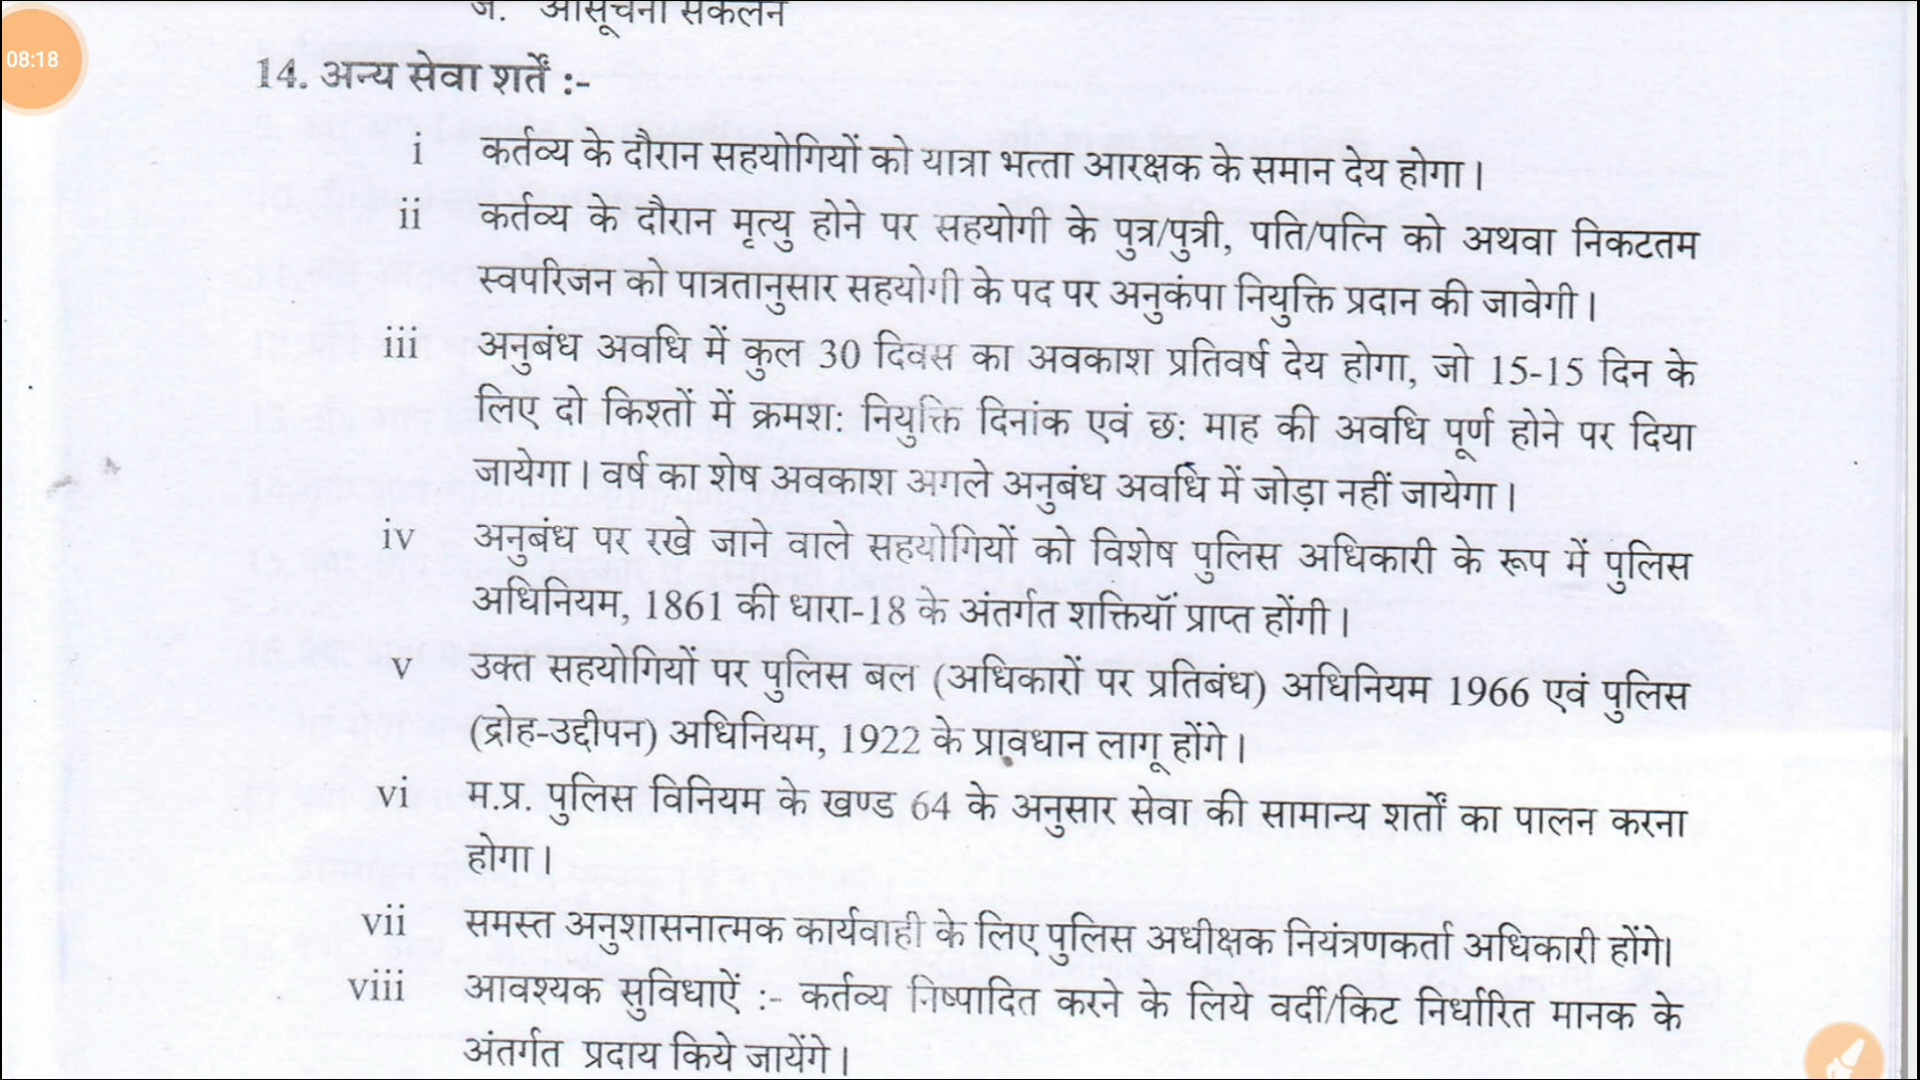 ज. आसूचना संकलन
08:18
14. अन्य सेवा शर्तें :-
i कर्तव्य के दौरान सहयोगियों को यात्रा भत्ता आरक्षक के समान देय होगा।
ii कर्तव्य के दौरान मृत्यु होने पर सहयोगी के पुत्र/पुत्री, पति/पत्नि को अथवा निकटतम
स्वपरिजन को पात्रतानुसार सहयोगी के पद पर अनुकंपा नियुक्ति प्रदान की जावेगी।
iii अनुबंध अवधि में कुल 30 दिवस का अवकाश प्रतिवर्ष देय होगा, जो 15-15 दिन के
लिए दो किश्तों में क्रमश: नियुक्ति दिनांक एवं छ: माह की अवधि पूर्ण होने पर दिया
जायेगा। वर्ष का शेष अवकाश अगले अनुबंध अवधि में जोड़ा नहीं जायेगा।
iv अनुबंध पर रखे जाने वाले सहयोगियों को विशेष पुलिस अधिकारी के रूप में पुलिस
अधिनियम, 1861 की धारा-18 के अंतर्गत शक्तियॉं प्राप्त होंगी।
v उक्त सहयोगियों पर पुलिस बल (अधिकारों पर प्रतिबंध) अधिनियम 1966 एवं पुलिस
(द्रोह-उद्दीपन) अधिनियम, 1922 के प्रावधान लागू होंगे।
vi म.प्र. पुलिस विनियम के खण्ड 64 के अनुसार सेवा की सामान्य शर्तों का पालन करना
होगा।
vii समस्त अनुशासनात्मक कार्यवाही के लिए पुलिस अधीक्षक नियंत्रणकर्ता अधिकारी होंगे।
viii आवश्यक सुविधाऐं :- कर्तव्य निष्पादित करने के लिये वर्दी/किट निर्धारित मानक के
अंतर्गत प्रदाय किये जायेंगे।